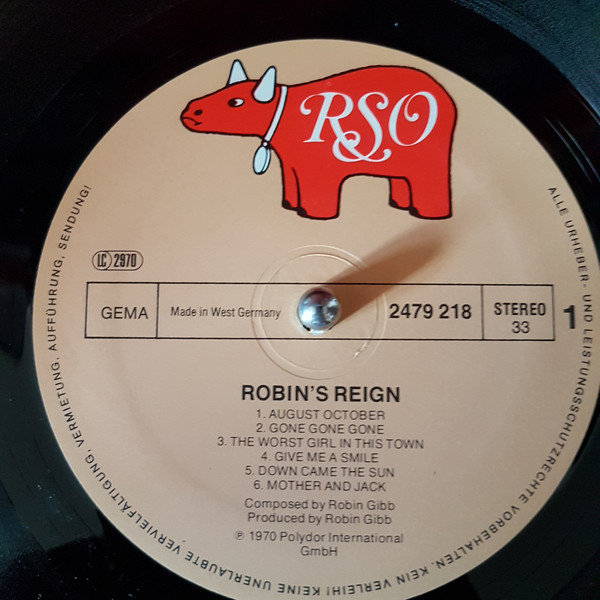 RSO
LC 2970
GEMA
Made in West Germany
2479 218
STEREO
33
1
ROBIN'S REIGN
1. AUGUST OCTOBER
2. GONE GONE GONE
3. THE WORST GIRL IN THIS TOWN
4. GIVE ME A SMILE
5. DOWN CAME THE SUN
6. MOTHER AND JACK
Composed by Robin Gibb
Produced by Robin Gibb
℗ 1970 Polydor International
GmbH
ALLE URHEBER- UND LEISTUNGSSCHUTZRECHTE VORBEHALTEN. KEIN VERLEIH! KEINE UNERLAUBTE VERVIELFÄLTIGUNG, VERMIETUNG, AUFFÜHRUNG, SENDUNG!